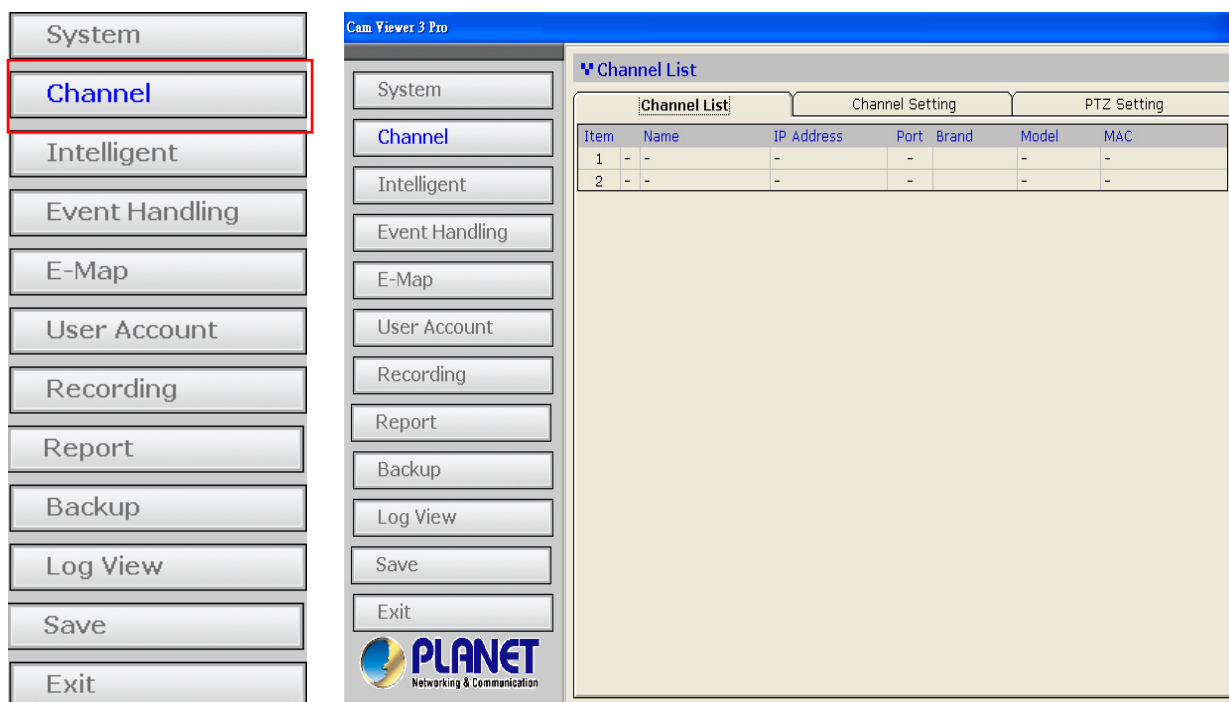 System
Channel
Intelligent
Event Handling
E-Map
User Account
Recording
Report
Backup
Log View
Save
Exit
Cam Viewer 3 Pro
System
Channel
Intelligent
Event Handling
E-Map
User Account
Recording
Report
Backup
Log View
Save
Exit
PLANET
Networking & Communication
Channel List
Channel List Channel Setting PTZ Setting
Item Name IP Address Port Brand Model MAC
1 - - - - - -
2 - - - - - -